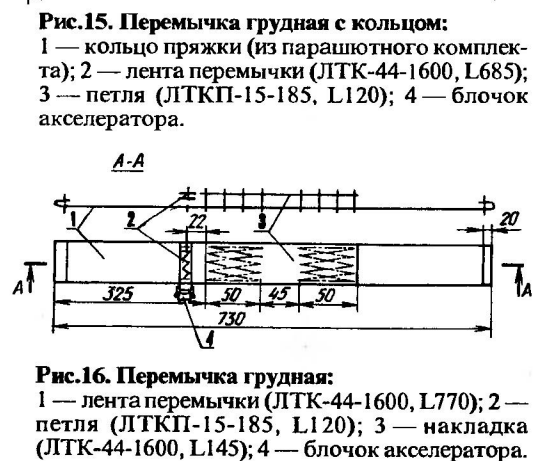 Рис.15. Перемычка грудная с кольцом:
1 — кольцо пряжки (из парашютного комплек-
та); 2 — лента перемычки (ЛТК-44-1600, L685);
3 — петля (ЛТКП-15-185, L120); 4 — блочок
акселератора.
А-А
1 2 22 3 20
А А
325 50 45 50
730
4
Рис.16. Перемычка грудная:
1 — лента перемычки (ЛТК-44-1600, L770); 2 —
петля (ЛТКП-15-185, L120); 3 — накладка
(ЛТК-44-1600, L145); 4 — блочок акселератора.